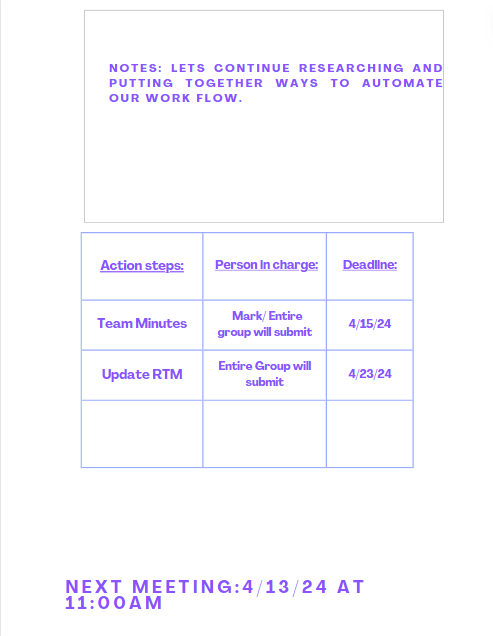 NOTES: LETS CONTINUE RESEARCHING AND
PUTTING TOGETHER WAYS TO AUTOMATE
OUR WORK FLOW.
Action steps:
Person in charge:
Deadline:
Team Minutes
Mark/ Entire
group will submit
4/15/24
Update RTM
Entire Group will
submit
4/23/24
NEXT MEETING:4/13/24 AT
11:00AM